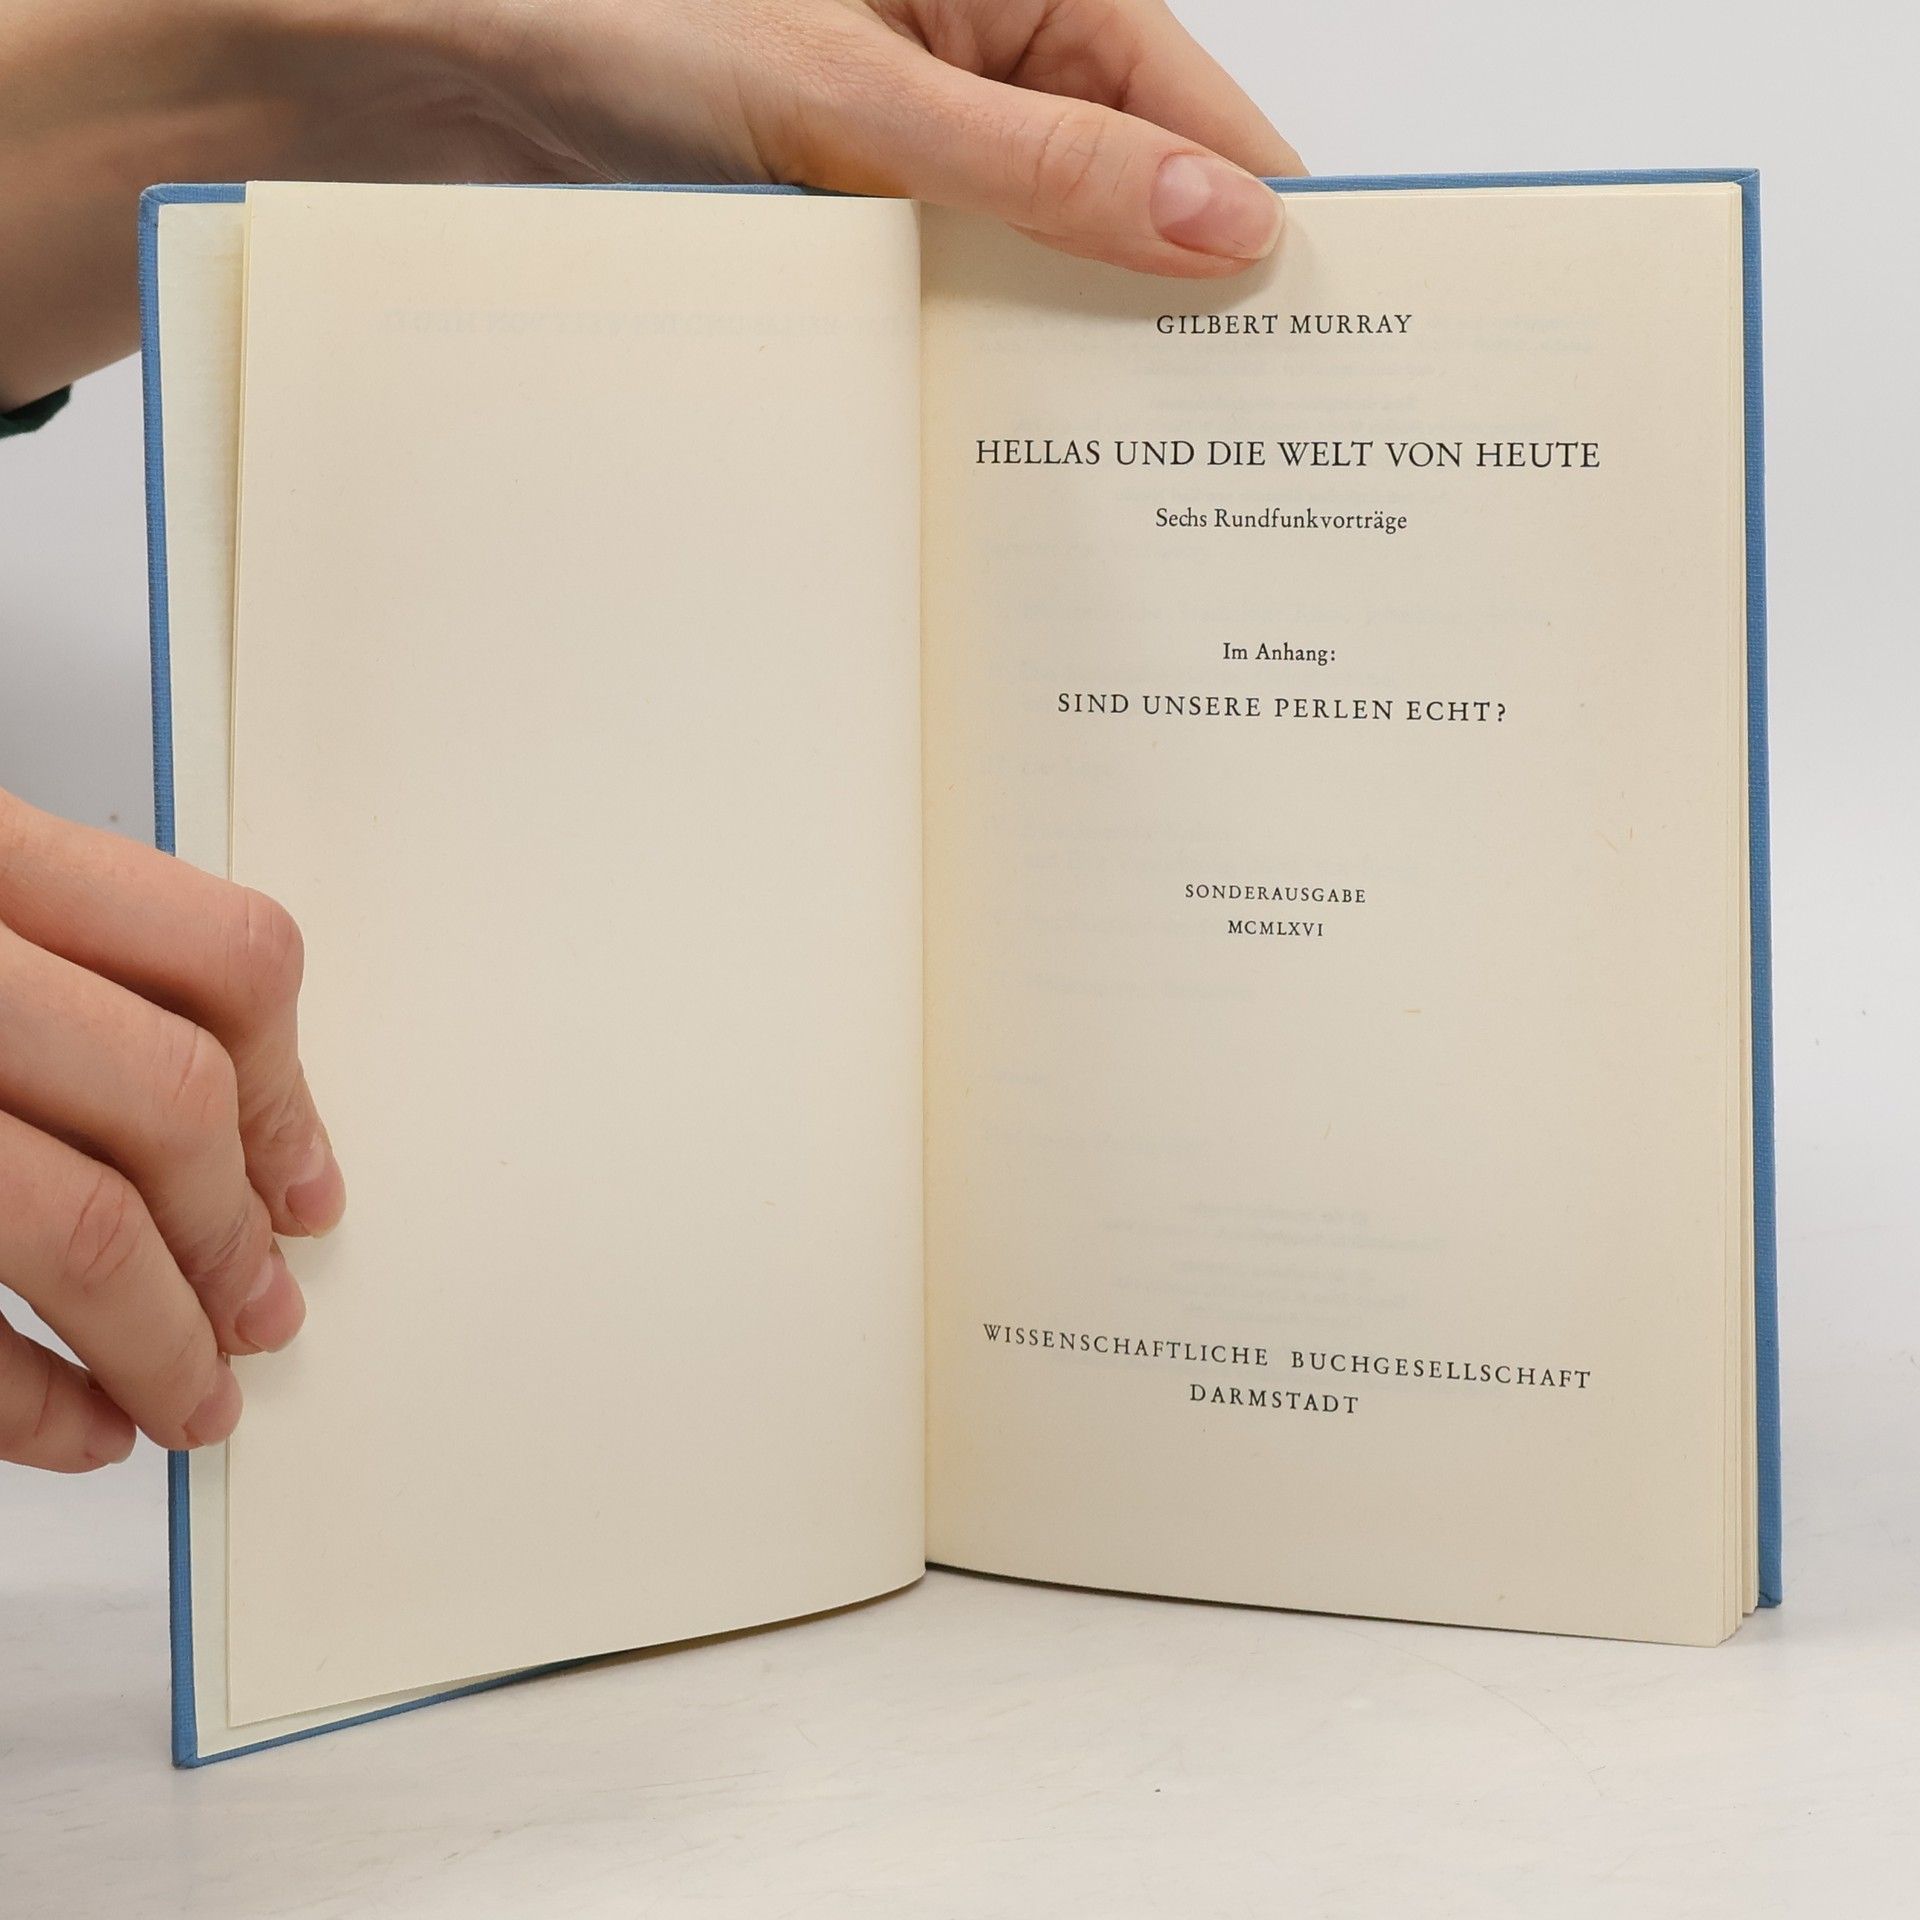 GILBERT MURRAY
HELLAS UND DIE WELT VON HEUTE
Sechs Rundfunkvorträge
Im Anhang:
SIND UNSERE PERLEN ECHT?
SONDERAUSGABE
MCMLXVI
WISSENSCHAFTLICHE BUCHGESELLSCHAFT
DARMSTADT